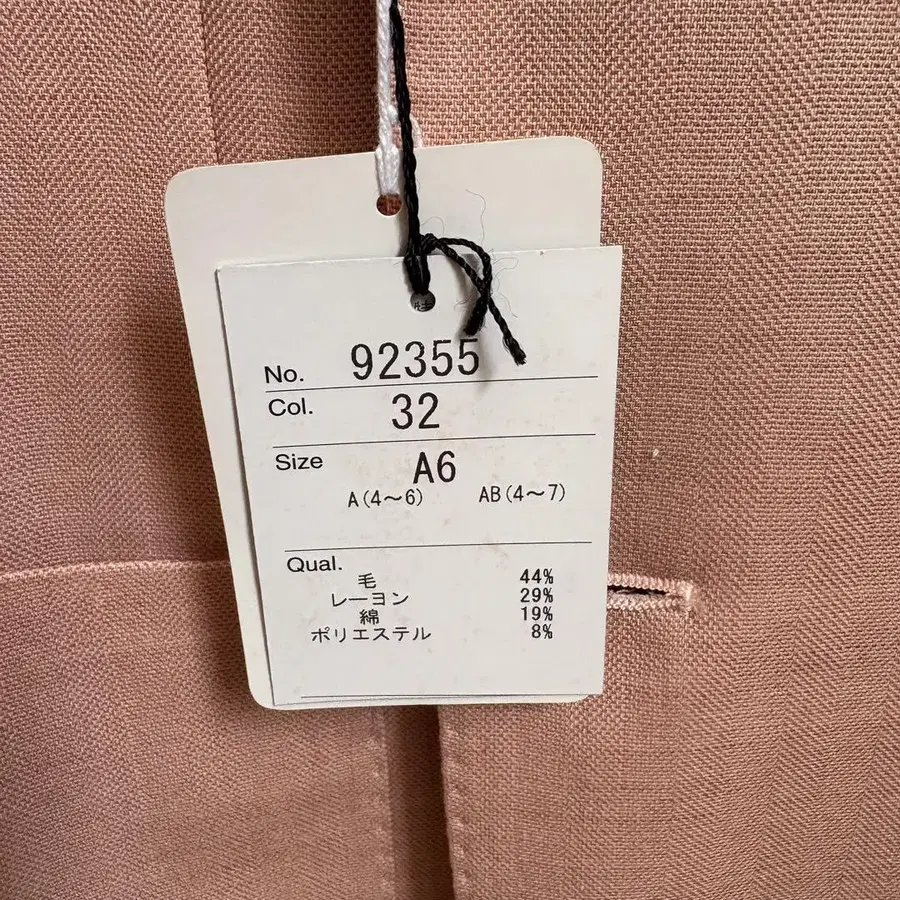 No. 92355
Col. 32
Size A6
A(4～6) AB(4～7)
Qual.
毛 44%
レーヨン 29%
綿 19%
ポリエステル 8%